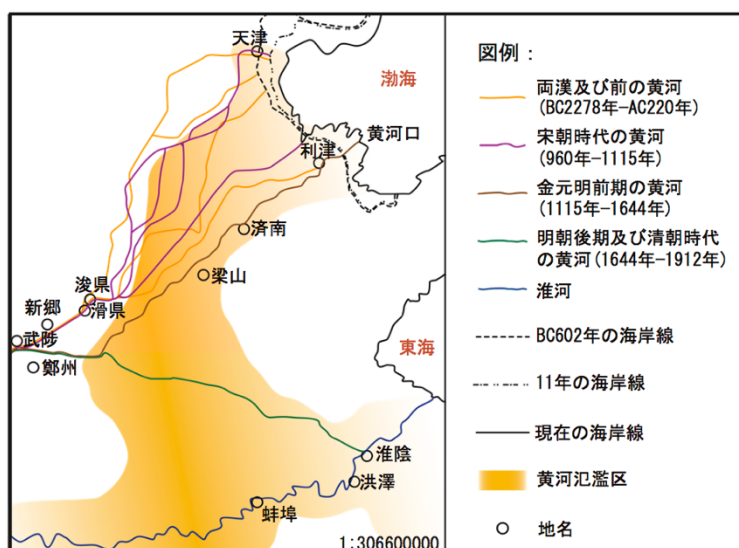 天津
渤海
黄河口
利津
済南
梁山
浚県
滑県
新郷
武陟
鄭州
東海
淮陰
洪澤
蚌埠
1:306600000
図例：
両漢及び前の黄河
(BC2278年−AC220年)
宋朝時代の黄河
(960年−1115年)
金元明前期の黄河
(1115年−1644年)
明朝後期及び清朝時代
の黄河(1644年−1912年)
淮河
BC602年の海岸線
11年の海岸線
現在の海岸線
黄河氾濫区
地名